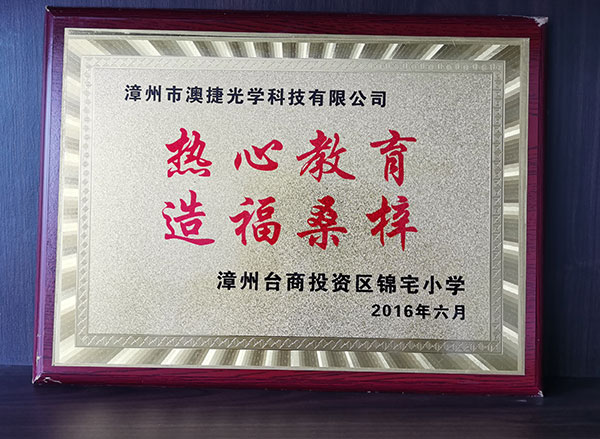 漳州市澳捷光学科技有限公司
热心教育
造福桑梓
漳州台商投资区锦宅小学
2016年六月